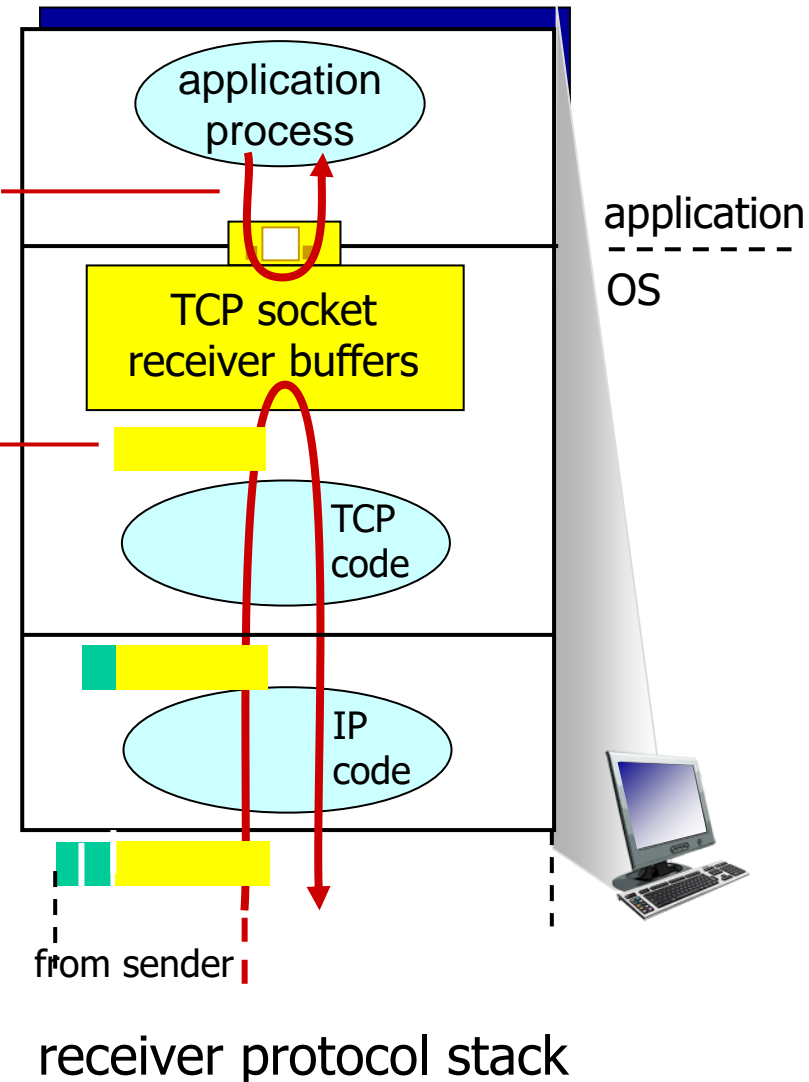 application
process
application
OS
TCP socket
receiver buffers
TCP
code
IP
code
from sender
receiver protocol stack